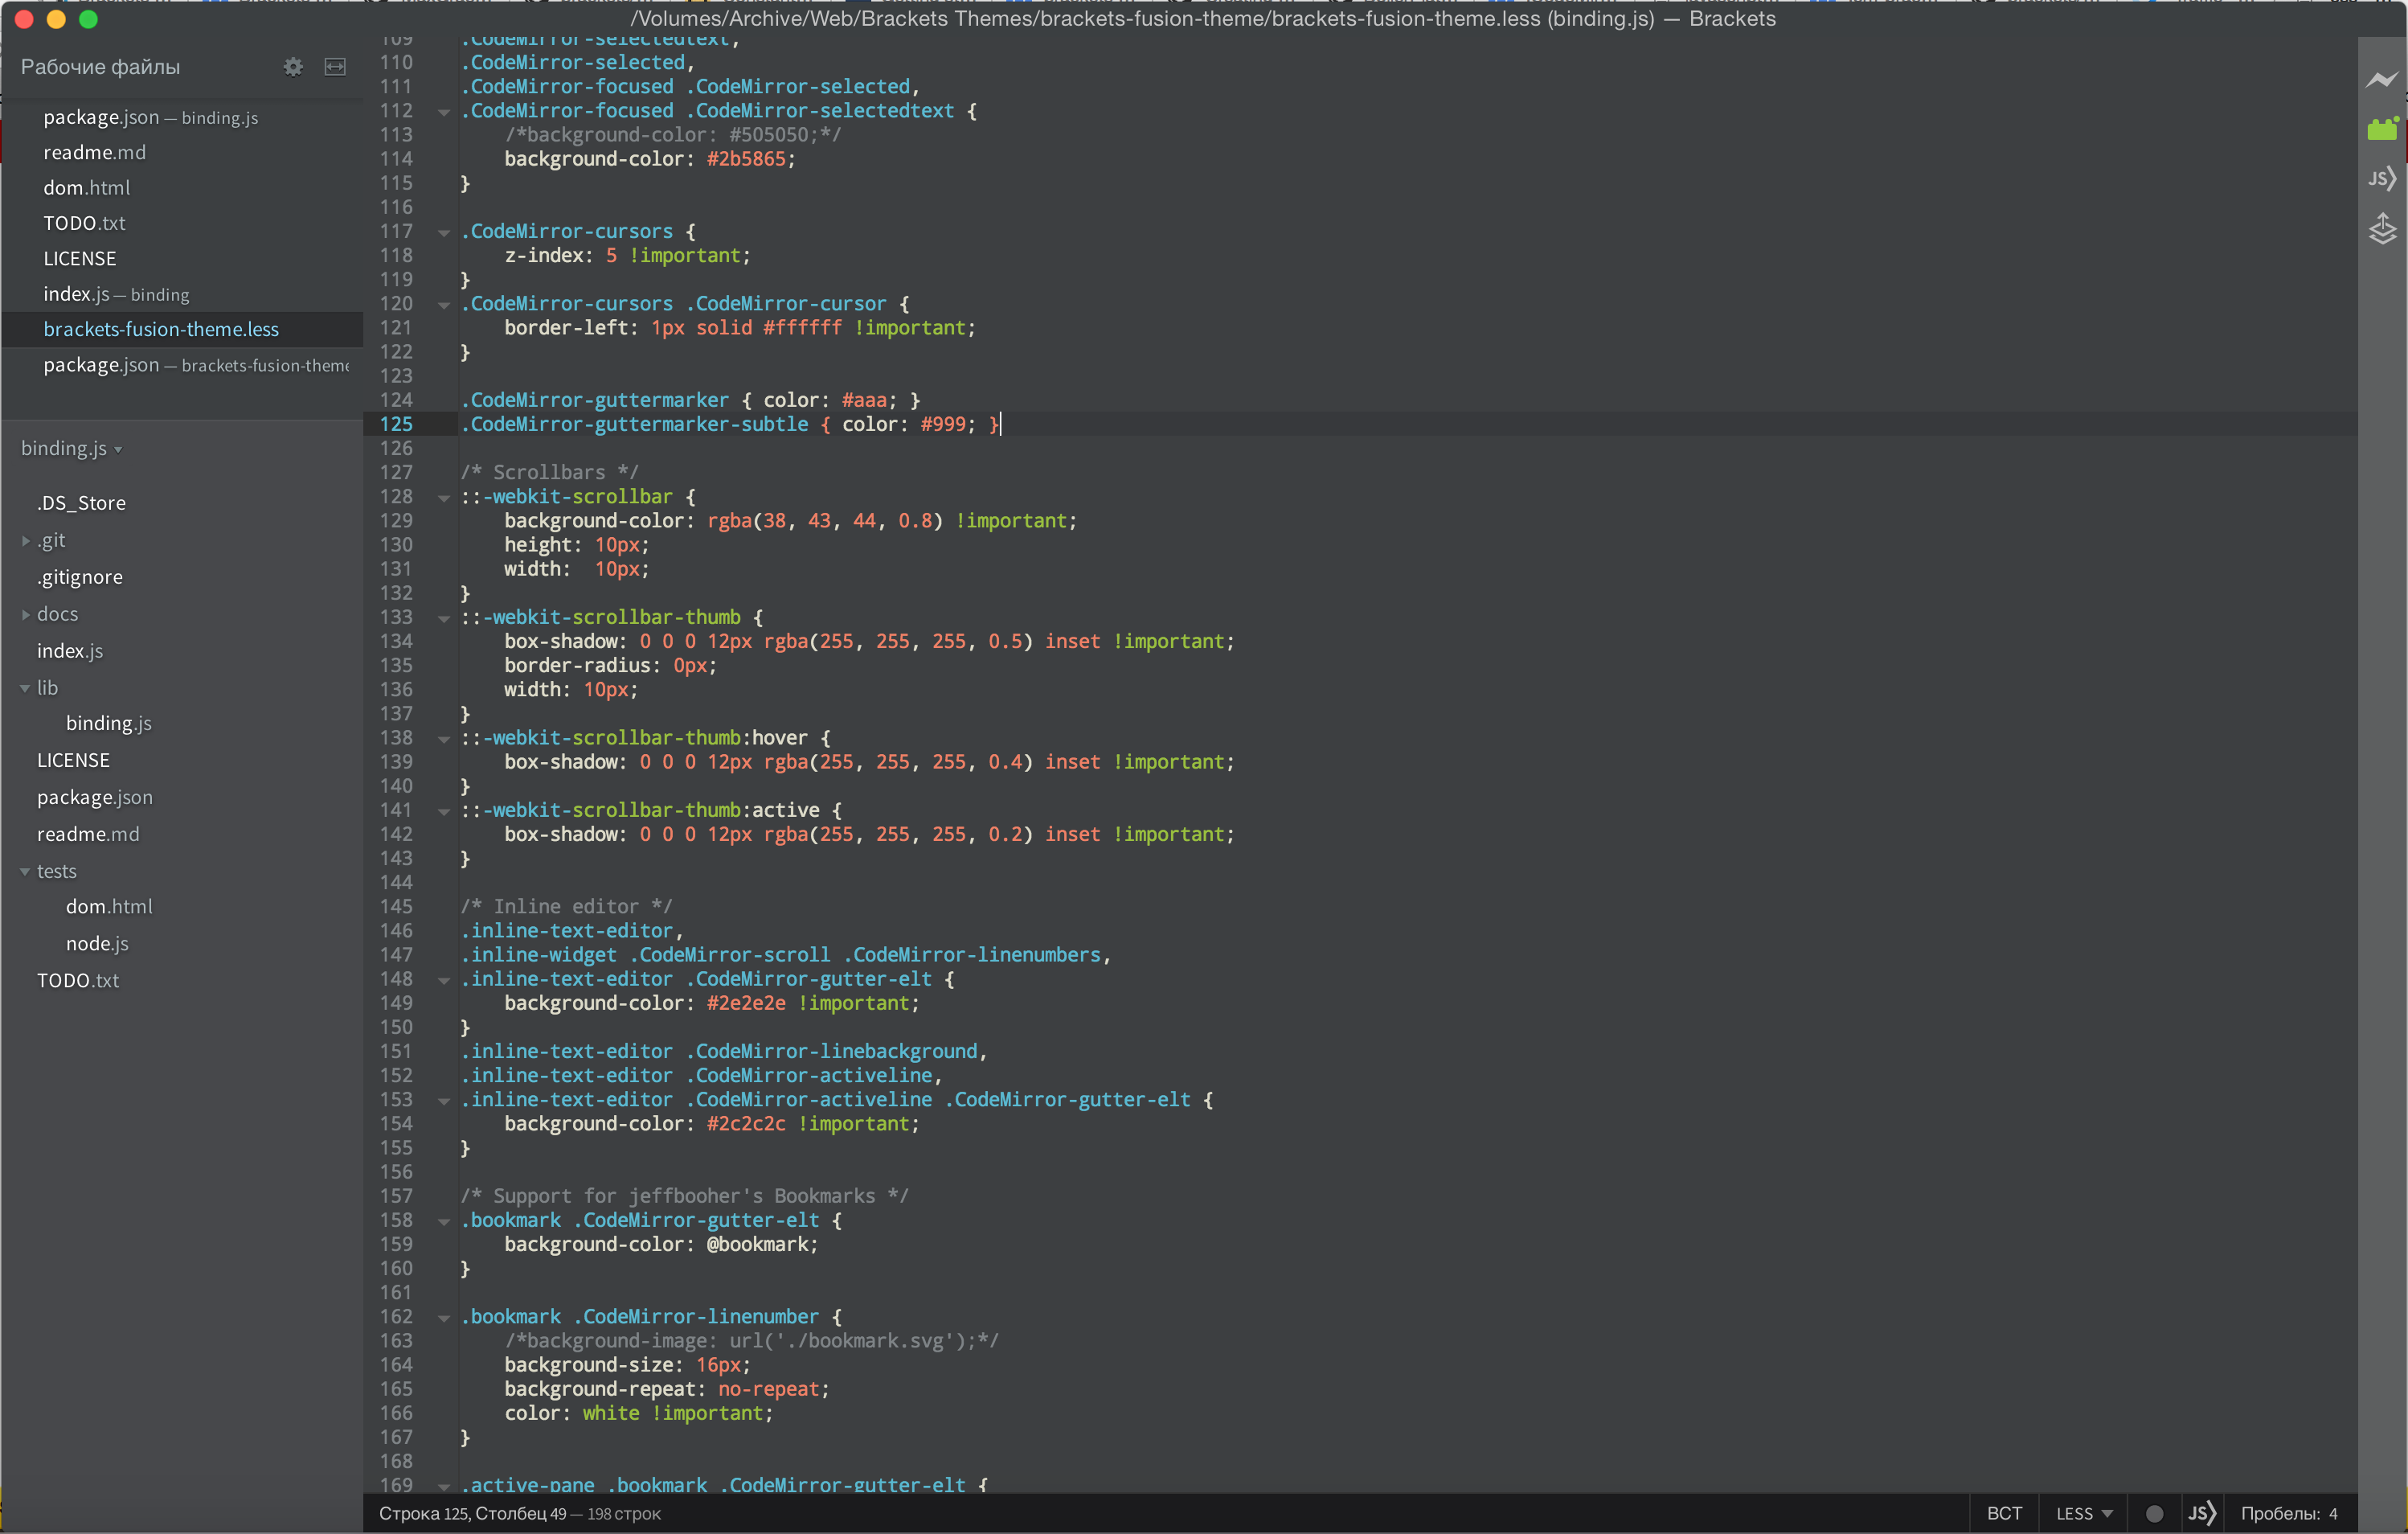 /Volumes/Archive/Web/Brackets Themes/brackets-fusion-theme/brackets-fusion-theme.less (binding.js) — Brackets
Рабочие файлы
package.json — binding.js
readme.md
dom.html
TODO.txt
LICENSE
index.js — binding
brackets-fusion-theme.less
package.json — brackets-fusion-theme
binding.js
.DS_Store
.git
.gitignore
docs
index.js
lib
binding.js
LICENSE
package.json
readme.md
tests
dom.html
node.js
TODO.txt
109 .CodeMirror-selectedtext,
110 .CodeMirror-selected,
111 .CodeMirror-focused .CodeMirror-selected,
112 .CodeMirror-focused .CodeMirror-selectedtext {
113     /*background-color: #505050;*/
114     background-color: #2b5865;
115 }
116
117 .CodeMirror-cursors {
118     z-index: 5 !important;
119 }
120 .CodeMirror-cursors .CodeMirror-cursor {
121     border-left: 1px solid #ffffff !important;
122 }
123
124 .CodeMirror-guttermarker { color: #aaa; }
125 .CodeMirror-guttermarker-subtle { color: #999; }
126
127 /* Scrollbars */
128 ::-webkit-scrollbar {
129     background-color: rgba(38, 43, 44, 0.8) !important;
130     height: 10px;
131     width:  10px;
132 }
133 ::-webkit-scrollbar-thumb {
134     box-shadow: 0 0 0 12px rgba(255, 255, 255, 0.5) inset !important;
135     border-radius: 0px;
136     width: 10px;
137 }
138 ::-webkit-scrollbar-thumb:hover {
139     box-shadow: 0 0 0 12px rgba(255, 255, 255, 0.4) inset !important;
140 }
141 ::-webkit-scrollbar-thumb:active {
142     box-shadow: 0 0 0 12px rgba(255, 255, 255, 0.2) inset !important;
143 }
144
145 /* Inline editor */
146 .inline-text-editor,
147 .inline-widget .CodeMirror-scroll .CodeMirror-linenumbers,
148 .inline-text-editor .CodeMirror-gutter-elt {
149     background-color: #2e2e2e !important;
150 }
151 .inline-text-editor .CodeMirror-linebackground,
152 .inline-text-editor .CodeMirror-activeline,
153 .inline-text-editor .CodeMirror-activeline .CodeMirror-gutter-elt {
154     background-color: #2c2c2c !important;
155 }
156
157 /* Support for jeffbooher's Bookmarks */
158 .bookmark .CodeMirror-gutter-elt {
159     background-color: @bookmark;
160 }
161
162 .bookmark .CodeMirror-linenumber {
163     /*background-image: url('./bookmark.svg');*/
164     background-size: 16px;
165     background-repeat: no-repeat;
166     color: white !important;
167 }
168
169 .active-pane .bookmark .CodeMirror-gutter-elt {
JS
Строка 125, Столбец 49 — 198 строк
ВСТ
LESS
JS
Пробелы: 4